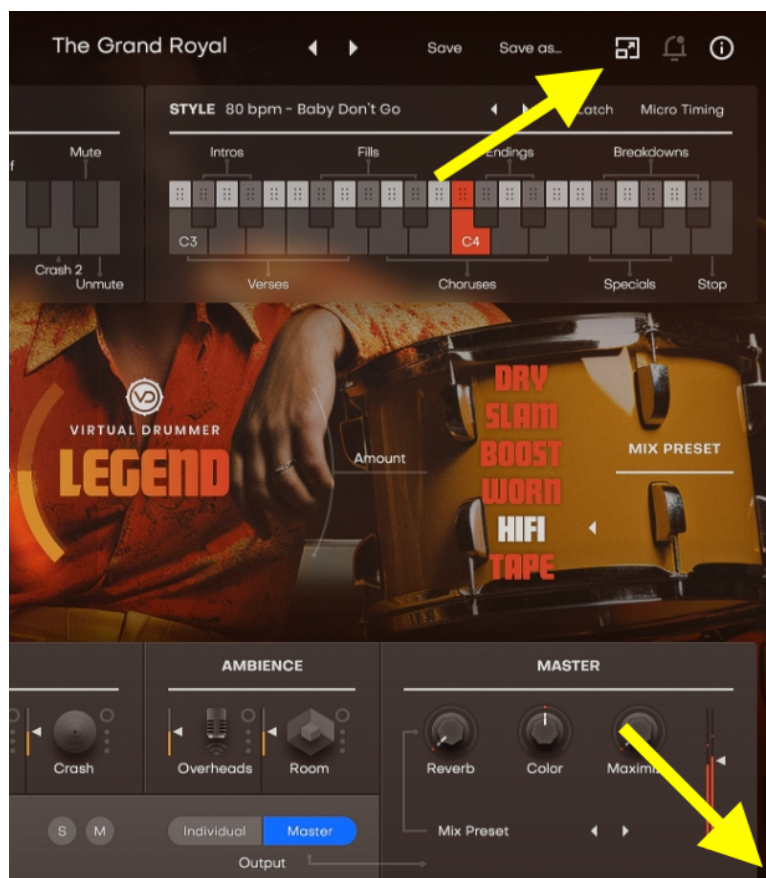 The Grand Royal
Save
Save as...
STYLE 80 bpm - Baby Don't Go
Micro Timing
Mute
Intros
Fills
Endings
Breakdowns
C3
C4
Crash 2
Unmute
Verses
Choruses
Specials
Stop
VD
VIRTUAL DRUMMER
LEGEND
Amount
DRY
SLAM
BOOST
WORN
HIFI
TAPE
MIX PRESET
AMBIENCE
MASTER
Crash
Overheads
Room
Reverb
Color
S
M
Individual
Master
Mix Preset
Output